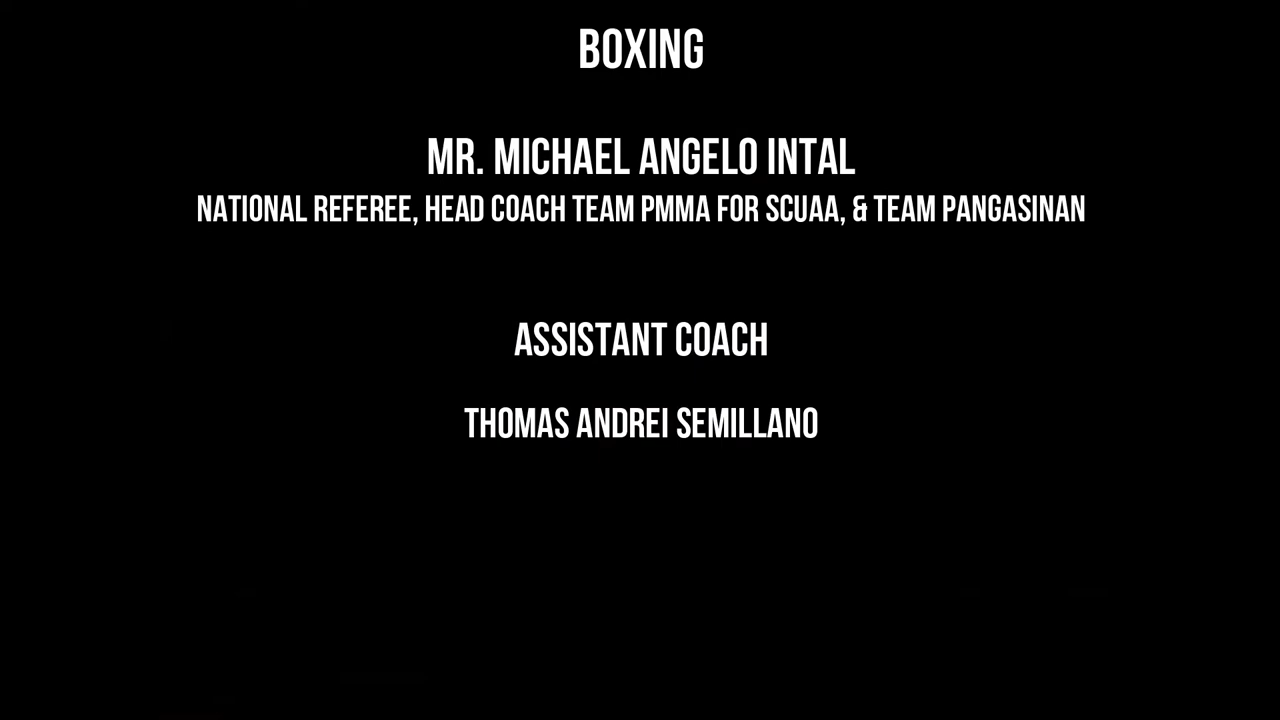 BOXING
MR. MICHAEL ANGELO INTAL
NATIONAL REFEREE, HEAD COACH TEAM PMMA FOR SCUAA, & TEAM PANGASINAN
ASSISTANT COACH
THOMAS ANDREI SEMILLANO